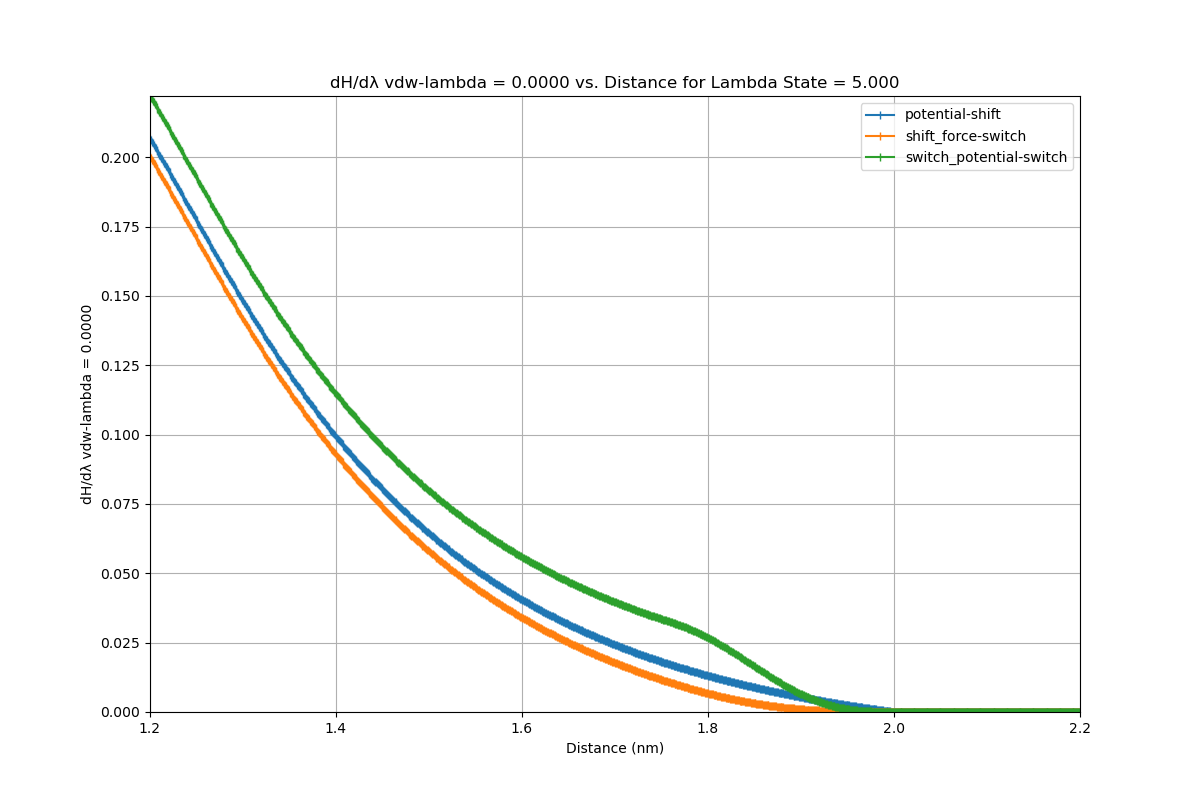 dH/dλ vdw-lambda = 0.0000 vs. Distance for Lambda State = 5.000
potential-shift
shift_force-switch
switch_potential-switch
dH/dλ vdw-lambda = 0.0000
0.200
0.175
0.150
0.125
0.100
0.075
0.050
0.025
0.000
1.2 1.4 1.6 1.8 2.0 2.2
Distance (nm)